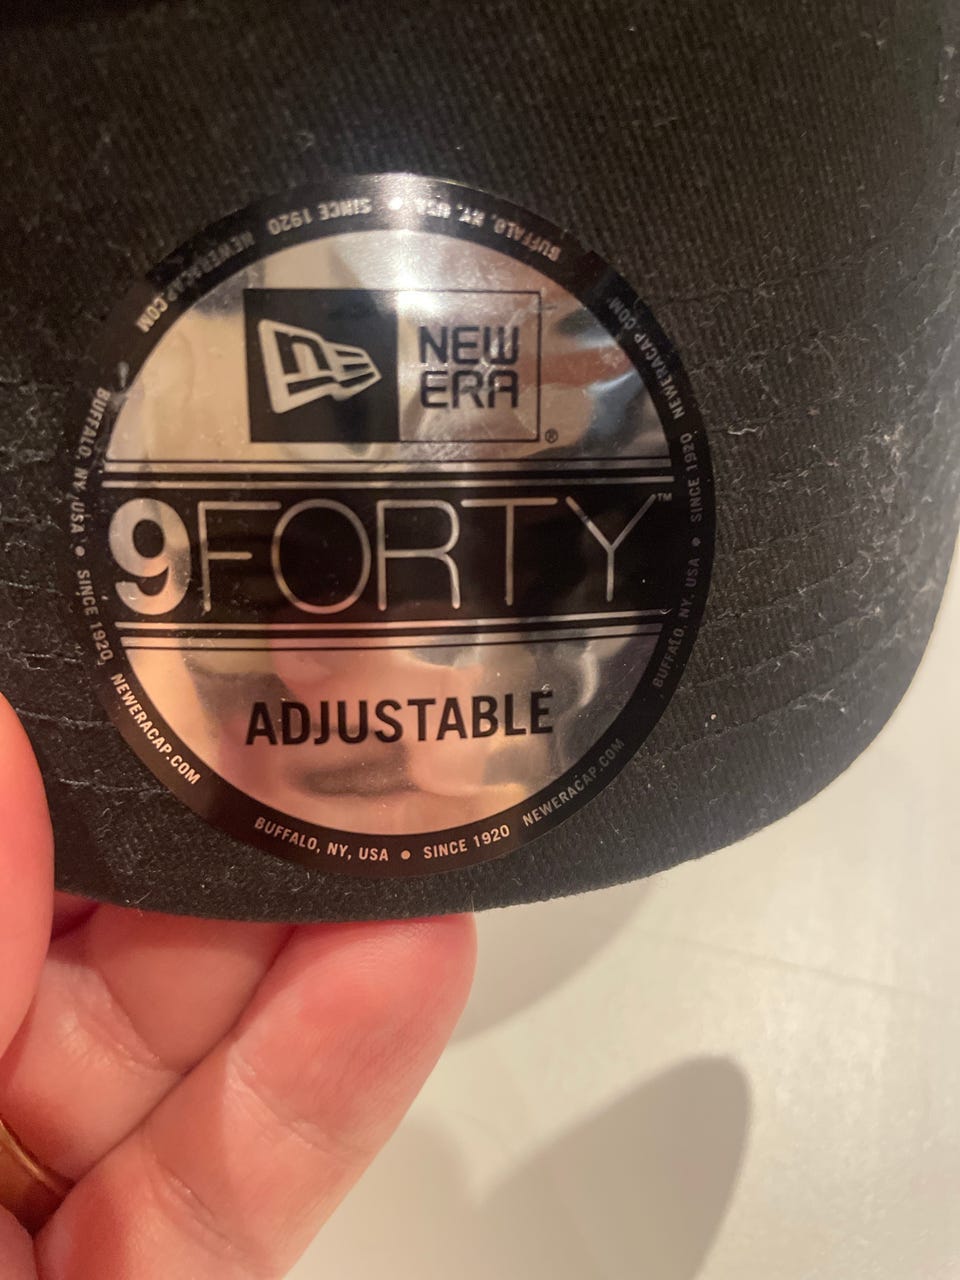 NEW
ERA
®
9FORTY™
ADJUSTABLE
BUFFALO, NY, USA • SINCE 1920 NEWERACAP.COM
BUFFALO, NY, USA • SINCE 1920 NEWERACAP.COM
BUFFALO, NY, USA • SINCE 1920 NEWERACAP.COM
BUFFALO, NY, USA • SINCE 1920 NEWERACAP.COM